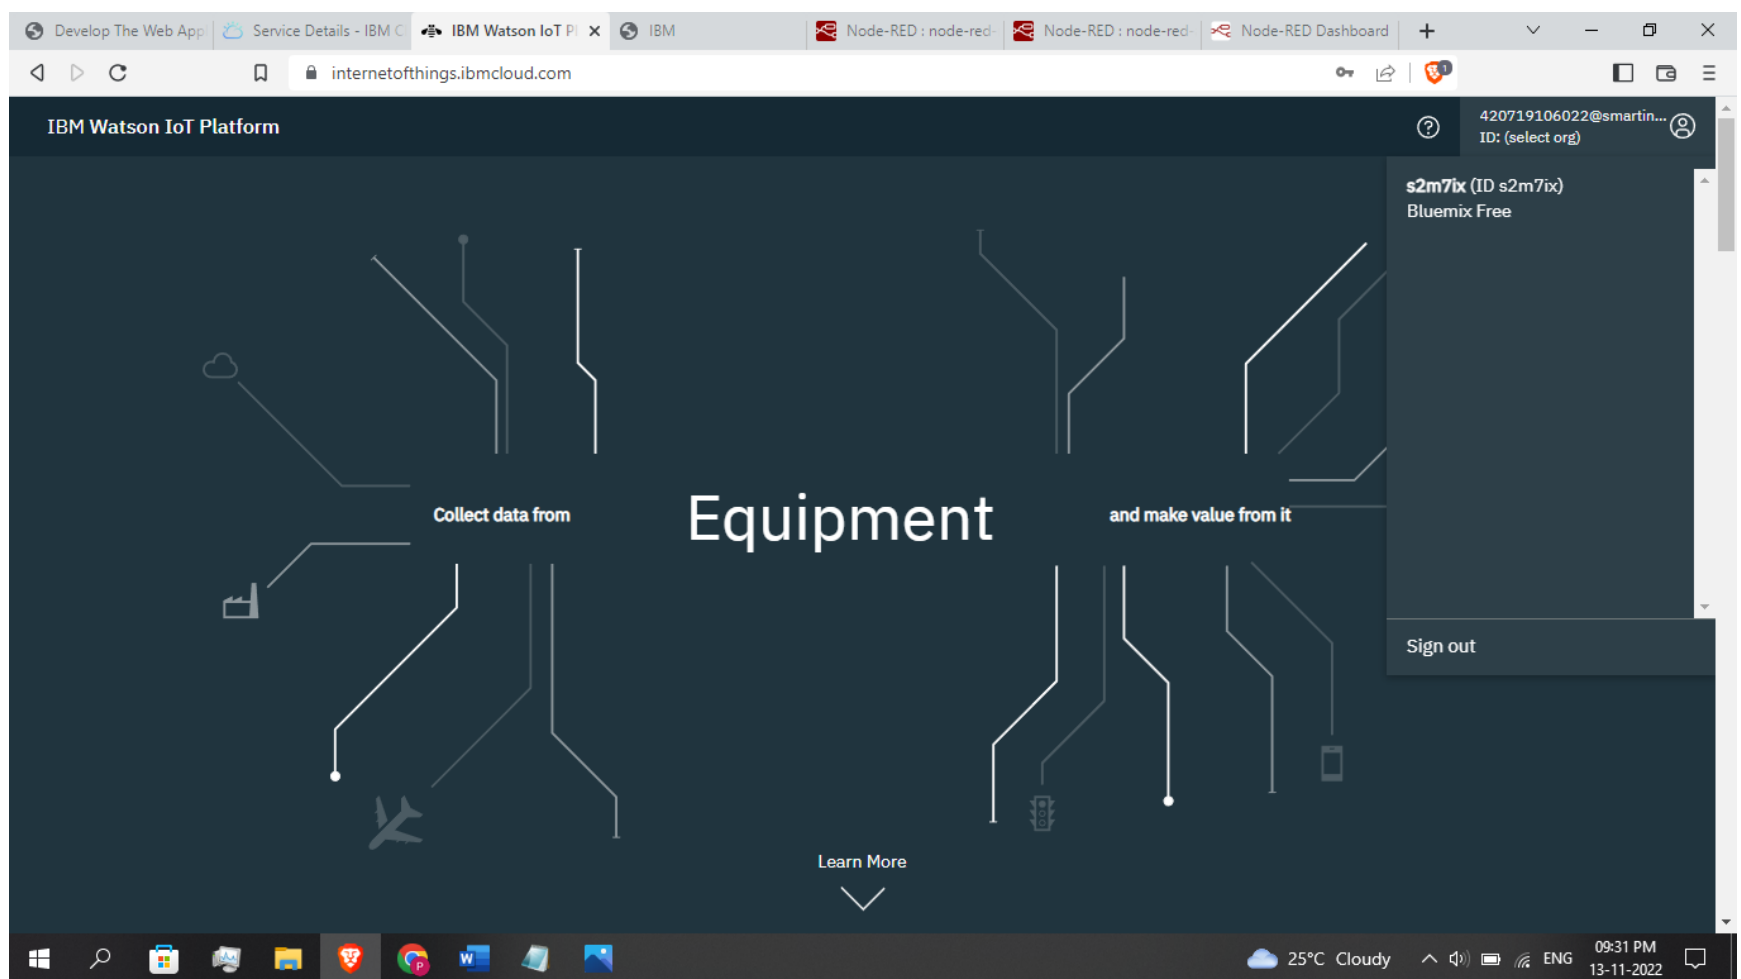 Develop The Web App
Service Details - IBM C
IBM Watson IoT Pl
IBM
Node-RED : node-red-
Node-RED : node-red-
Node-RED Dashboard
internetofthings.ibmcloud.com
1
IBM Watson IoT Platform
420719106022@smartin...
ID: (select org)
s2m7ix (ID s2m7ix)
Bluemix Free
Collect data from
Equipment
and make value from it
Sign out
Learn More
25°C Cloudy
ENG
09:31 PM
13-11-2022